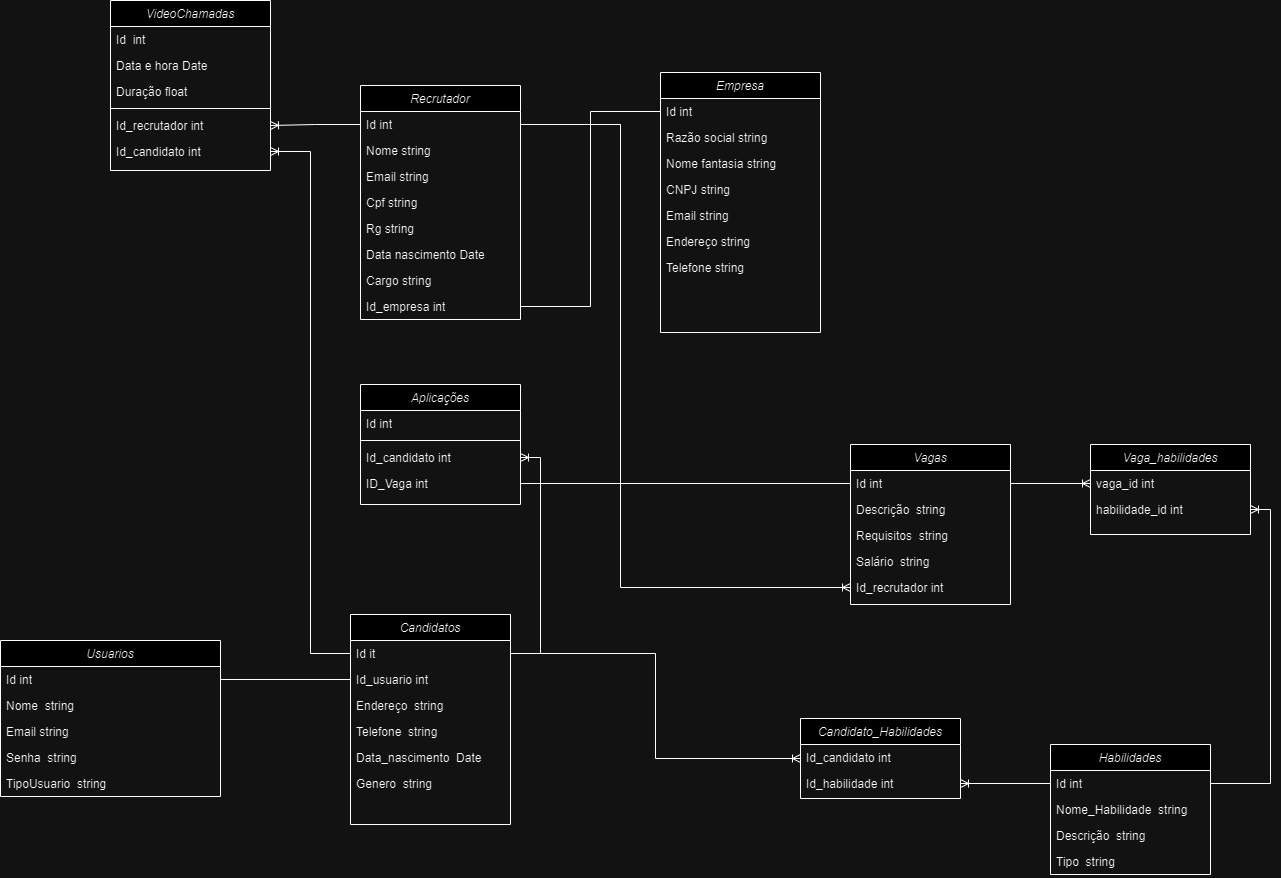 VideoChamadas
Id int
Data e hora Date
Duração float
Id_recrutador int
Id_candidato int
Recrutador
Id int
Nome string
Email string
Cpf string
Rg string
Data nascimento Date
Cargo string
Id_empresa int
Empresa
Id int
Razão social string
Nome fantasia string
CNPJ string
Email string
Endereço string
Telefone string
Aplicações
Id int
Id_candidato int
ID_Vaga int
Vagas
Id int
Descrição string
Requisitos string
Salário string
Id_recrutador int
Vaga_habilidades
vaga_id int
habilidade_id int
Usuarios
Id int
Nome string
Email string
Senha string
TipoUsuario string
Candidatos
Id it
Id_usuario int
Endereço string
Telefone string
Data_nascimento Date
Genero string
Candidato_Habilidades
Id_candidato int
Id_habilidade int
Habilidades
Id int
Nome_Habilidade string
Descrição string
Tipo string